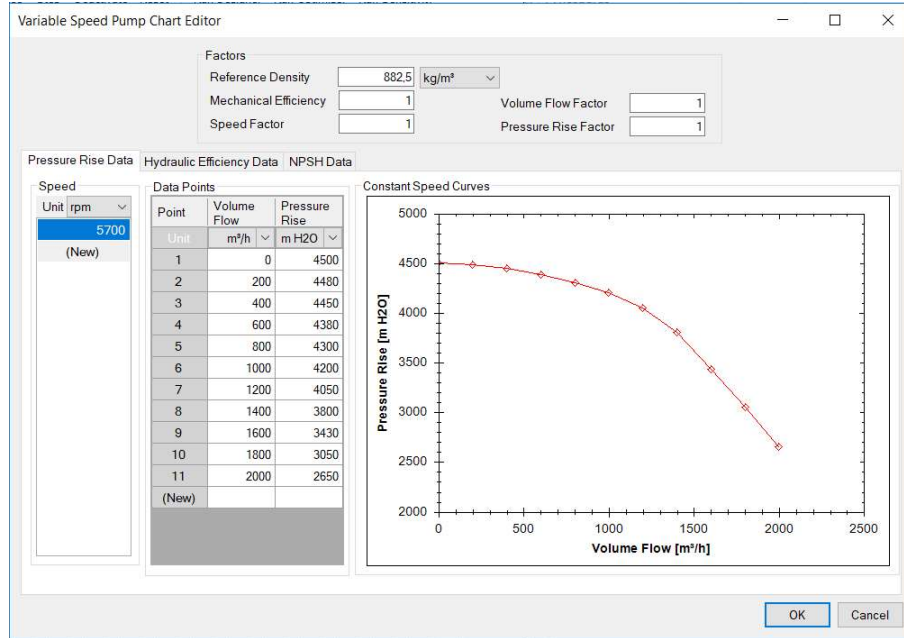 Variable Speed Pump Chart Editor
Factors
Reference Density 882,5 kg/m³
Mechanical Efficiency 1 Volume Flow Factor 1
Speed Factor 1 Pressure Rise Factor 1
Pressure Rise Data Hydraulic Efficiency Data NPSH Data
Speed
Unit rpm
5700
(New)
Data Points
Point Volume Flow Pressure Rise
Unit m³/h m H2O
1 0 4500
2 200 4480
3 400 4450
4 600 4380
5 800 4300
6 1000 4200
7 1200 4050
8 1400 3800
9 1600 3430
10 1800 3050
11 2000 2650
(New)
Constant Speed Curves
Pressure Rise [m H2O]
5000
4500
4000
3500
3000
2500
2000
0 500 1000 1500 2000 2500
Volume Flow [m³/h]
OK Cancel